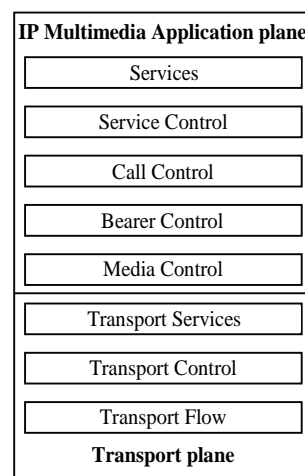 IP Multimedia Application plane
Services
Service Control
Call Control
Bearer Control
Media Control
Transport Services
Transport Control
Transport Flow
Transport plane